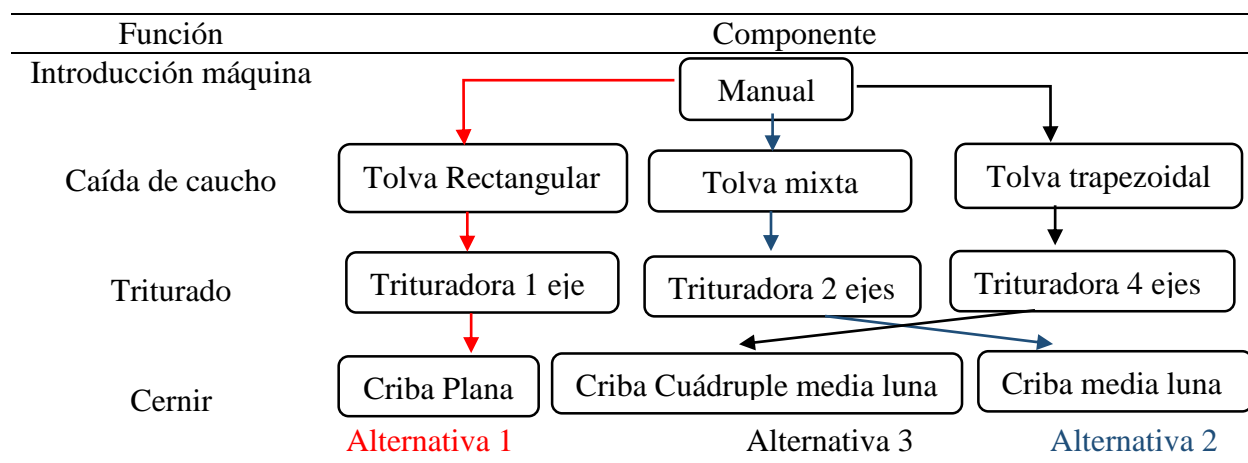 Función Componente
Introducción máquina Manual
Caída de caucho Tolva Rectangular Tolva mixta Tolva trapezoidal
Triturado Trituradora 1 eje Trituradora 2 ejes Trituradora 4 ejes
Cernir Criba Plana Criba Cuádruple media luna Criba media luna
Alternativa 1 Alternativa 3 Alternativa 2